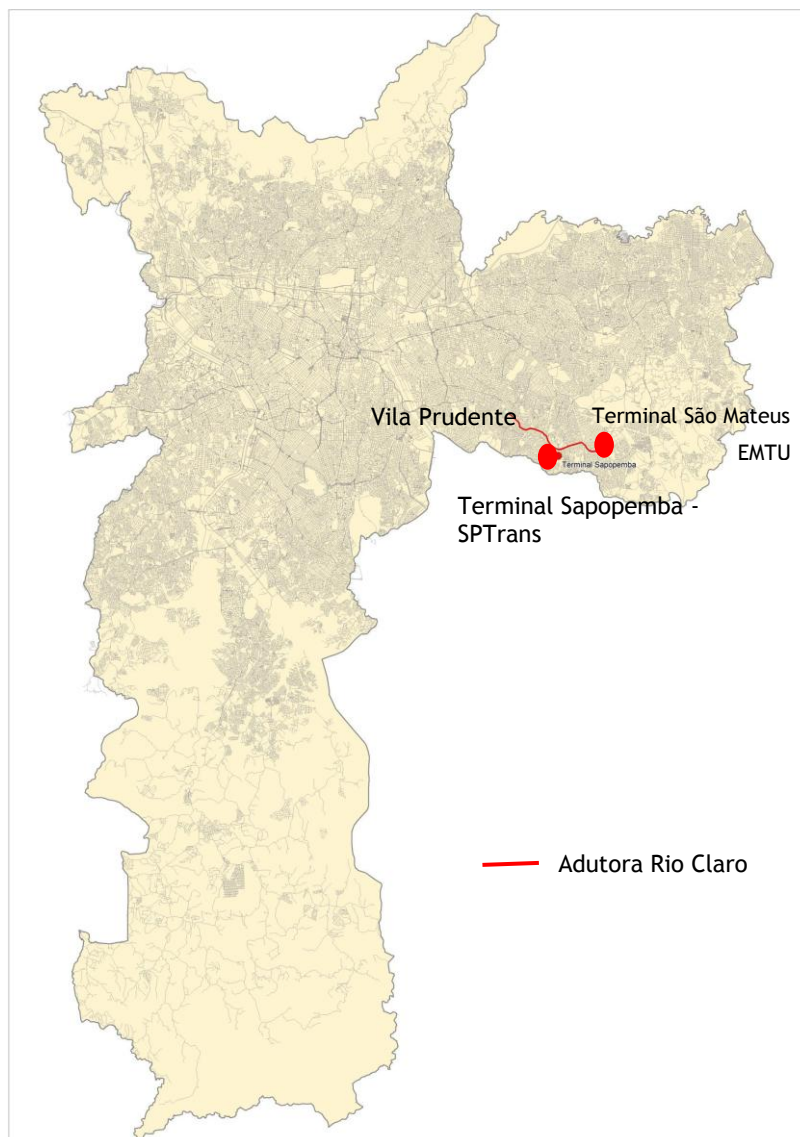 Vila Prudente
Terminal São Mateus
EMTU
Terminal Sapopemba
Terminal Sapopemba -
SPTrans
Adutora Rio Claro